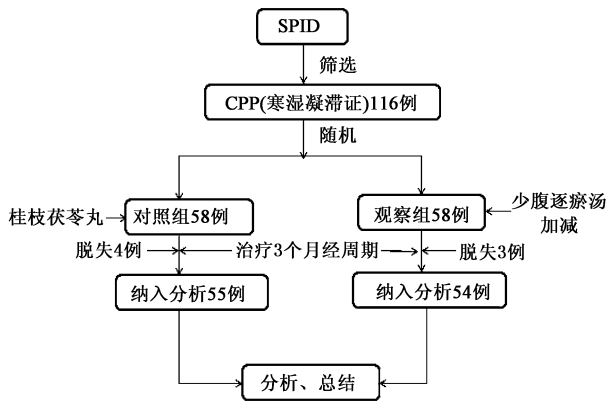 SPID
筛选
CPP(寒湿凝滞证)116例
随机
桂枝茯苓丸
对照组58例
观察组58例
少腹逐瘀汤
加减
脱失4例
治疗3个月经周期
脱失3例
纳入分析55例
纳入分析54例
分析、总结